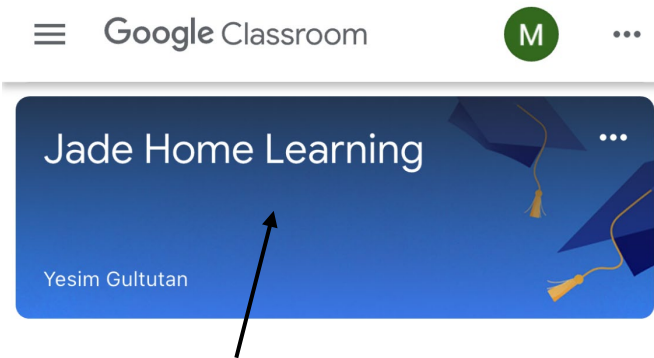 Google Classroom
M
Jade Home Learning
Yesim Gultutan